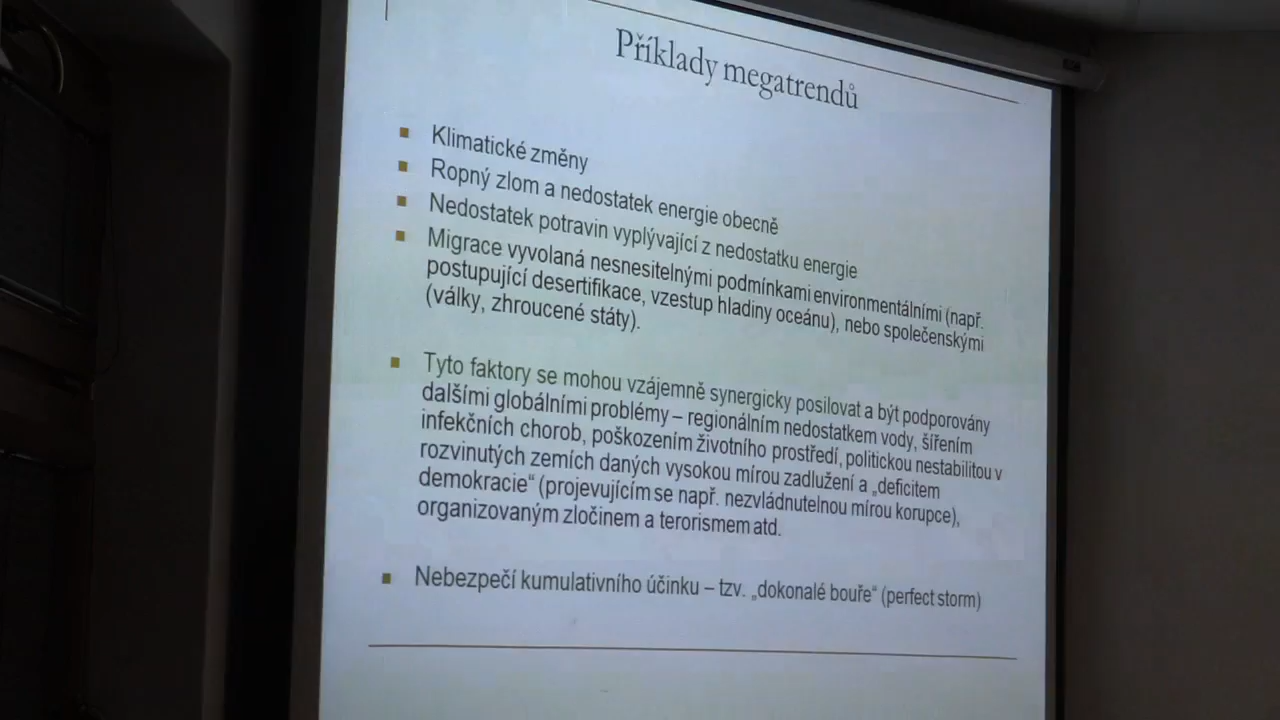 Příklady megatrendů
Klimatické změny
Ropný zlom a nedostatek energie obecně
Nedostatek potravin vyplývající z nedostatku energie
Migrace vyvolaná nesnesitelnými podmínkami environmentálními (např.
postupující desertifikace, vzestup hladiny oceánu), nebo společenskými
(války, zhroucené státy).
Tyto faktory se mohou vzájemně synergicky posilovat a být podporovány
dalšími globálními problémy – regionálním nedostatkem vody, šířením
infekčních chorob, poškozením životního prostředí, politickou nestabilitou v
rozvinutých zemích daných vysokou mírou zadlužení a „deficitem
demokracie“ (projevujícím se např. nezvládnutelnou mírou korupce),
organizovaným zločinem a terorismem atd.
Nebezpečí kumulativního účinku – tzv. „dokonalé bouře“ (perfect storm)